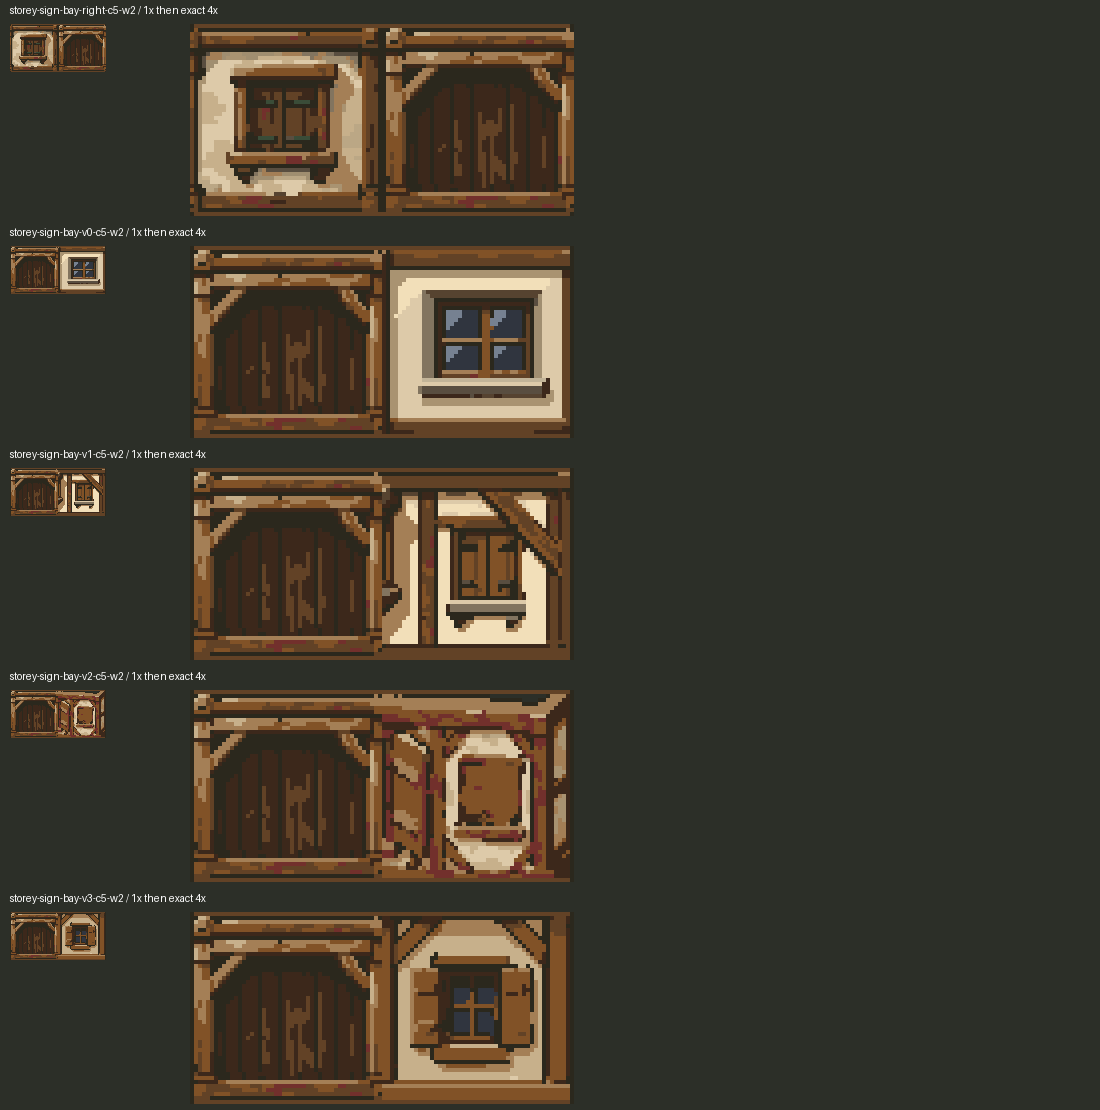 storey-sign-bay-right-c5-w2 / 1x then exact 4x
storey-sign-bay-v0-c5-w2 / 1x then exact 4x
storey-sign-bay-v1-c5-w2 / 1x then exact 4x
storey-sign-bay-v2-c5-w2 / 1x then exact 4x
storey-sign-bay-v3-c5-w2 / 1x then exact 4x